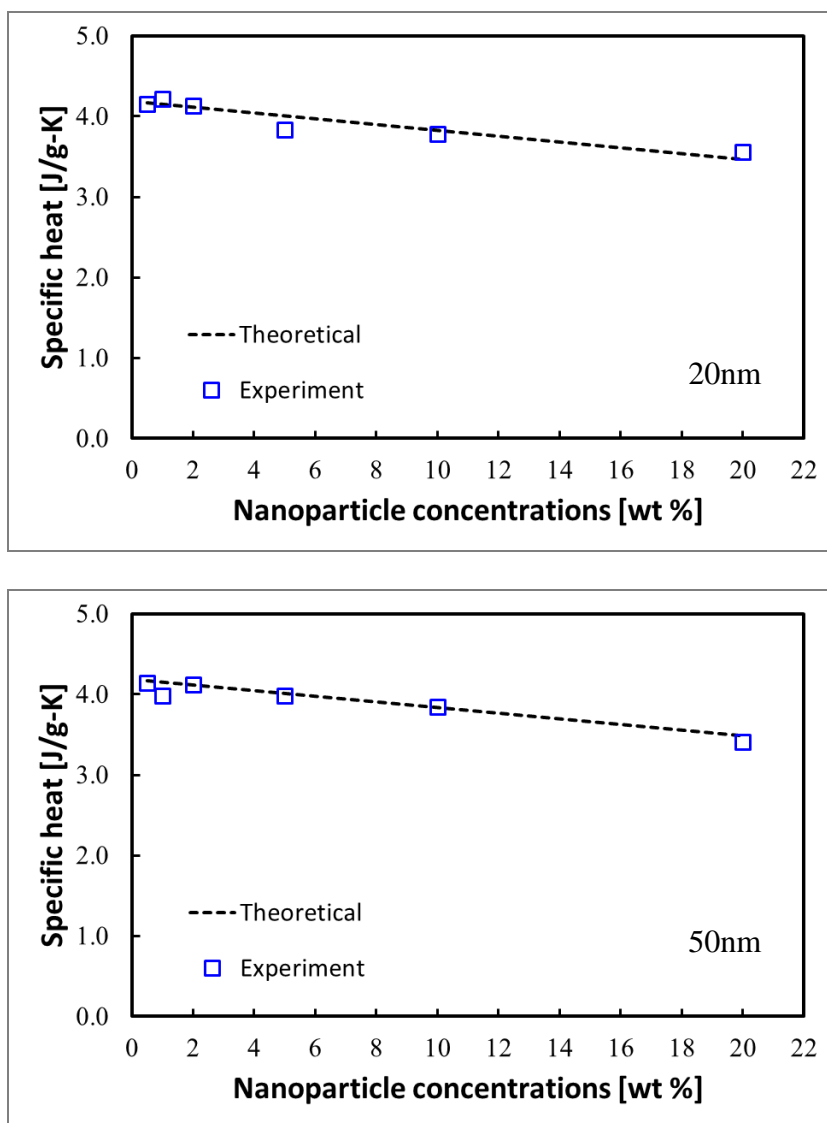 5.0
4.0
3.0
2.0
1.0
0.0
Specific heat [J/g-K]
Theoretical
Experiment
20nm
0 2 4 6 8 10 12 14 16 18 20 22
Nanoparticle concentrations [wt %]
5.0
4.0
3.0
2.0
1.0
0.0
Specific heat [J/g-K]
Theoretical
Experiment
50nm
0 2 4 6 8 10 12 14 16 18 20 22
Nanoparticle concentrations [wt %]